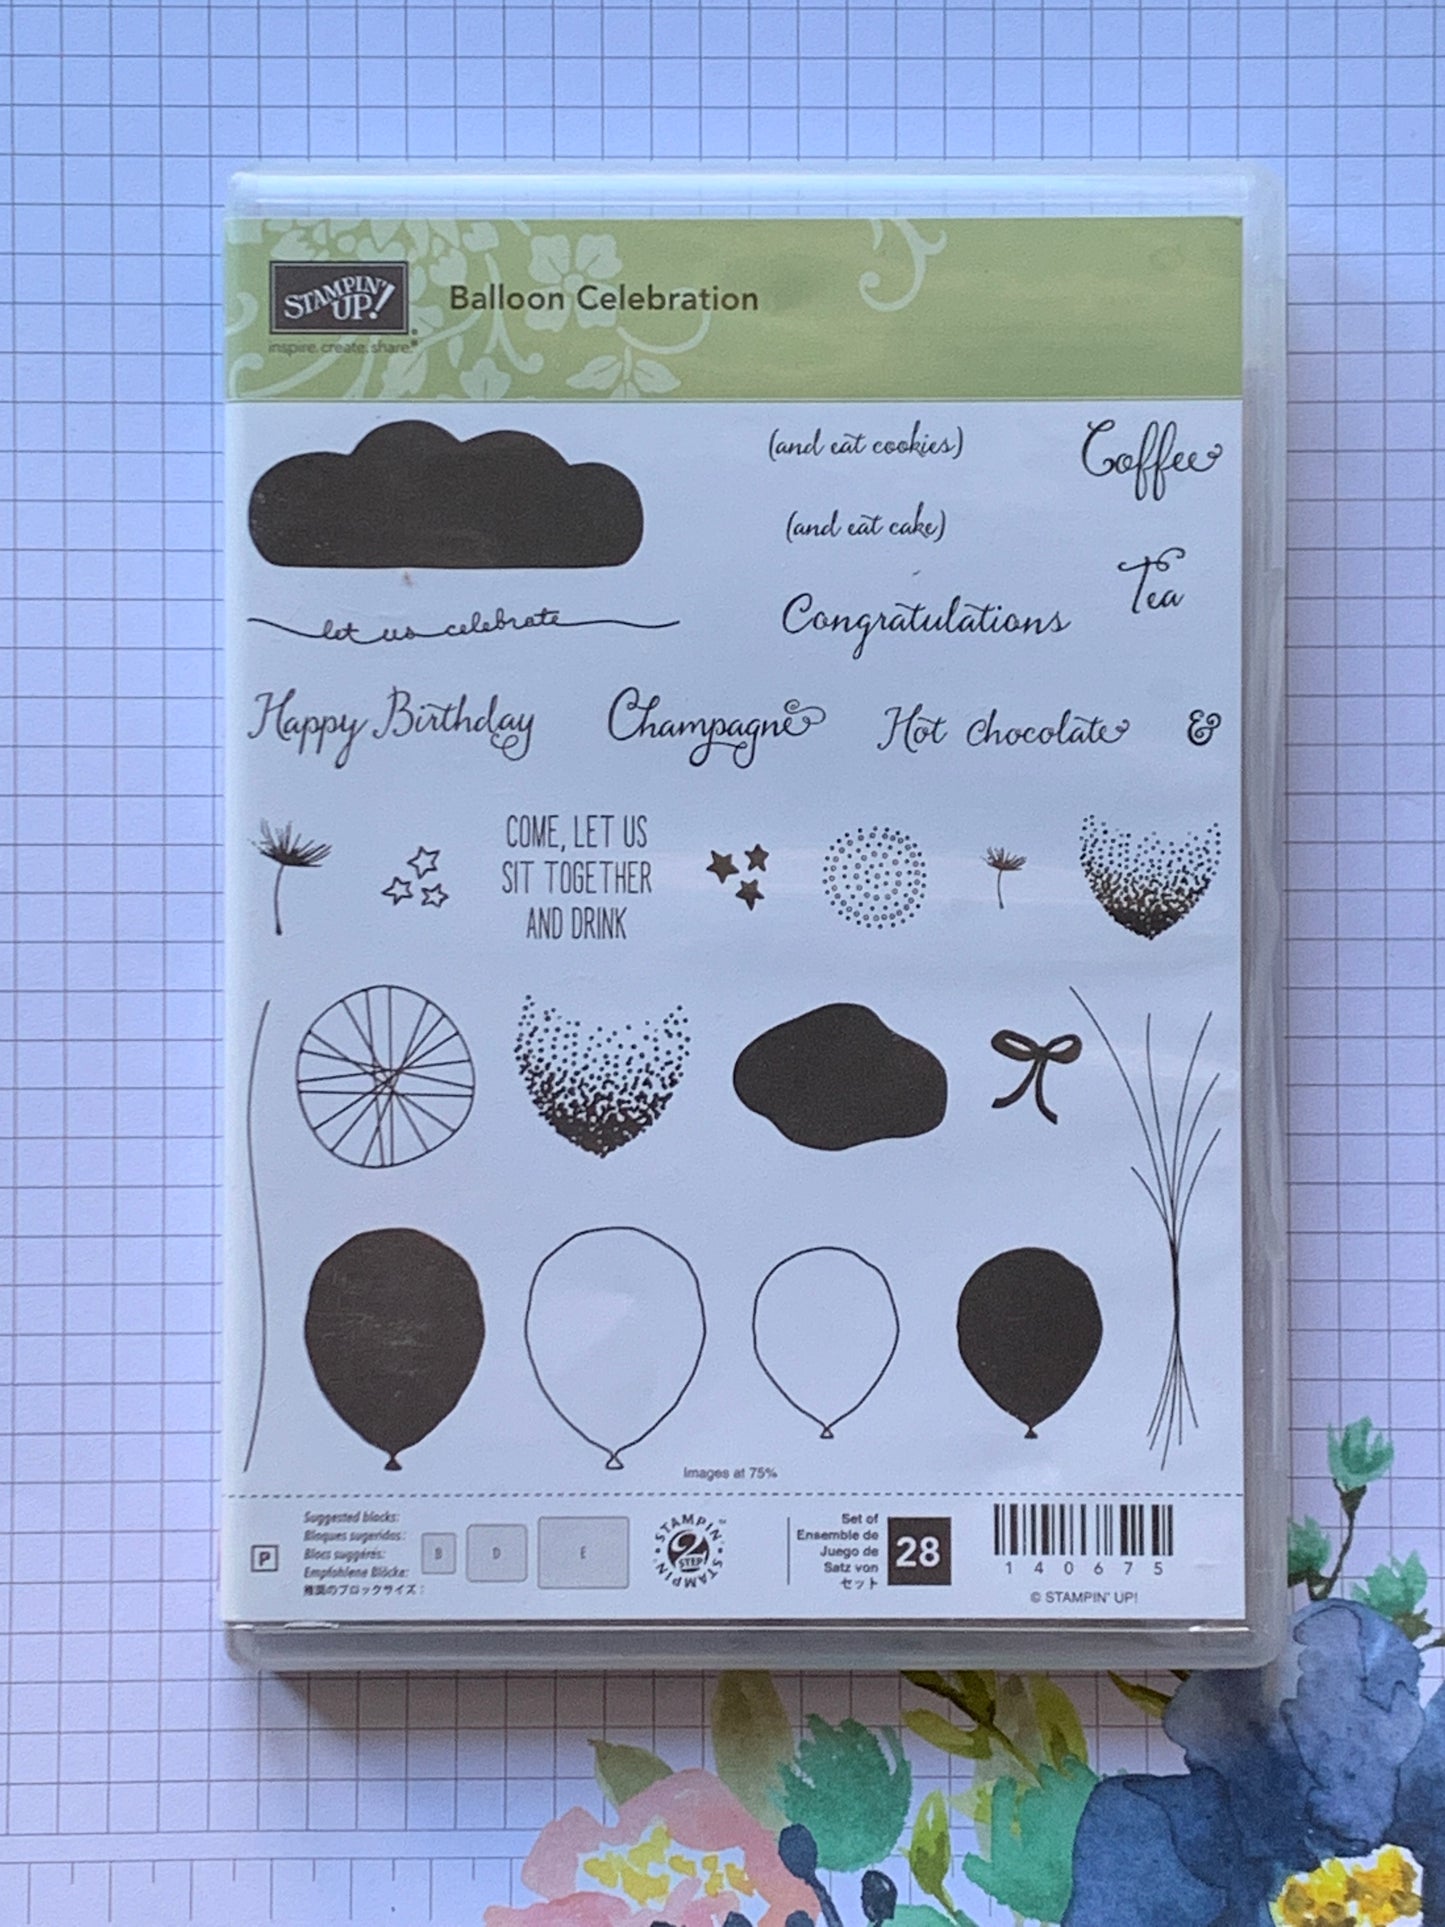 STAMPIN' UP!
inspire. create. share.
Balloon Celebration
(and eat cookies)
Coffee
(and eat cake)
Tea
let us celebrate
Congratulations
Happy Birthday
Champagne
Hot Chocolate
&
COME, LET US
SIT TOGETHER
AND DRINK
Images at 75%
P
Suggested blocks:
Bloques sugeridos:
Blocs suggérés:
Empfohlene Blöcke:
推奨のブロックサイズ：
B
D
E
STAMPIN'
2
STEP
STAMPIN'
Set of
Ensemble de
Juego de
Satz von
セット
28
140675
© STAMPIN' UP!